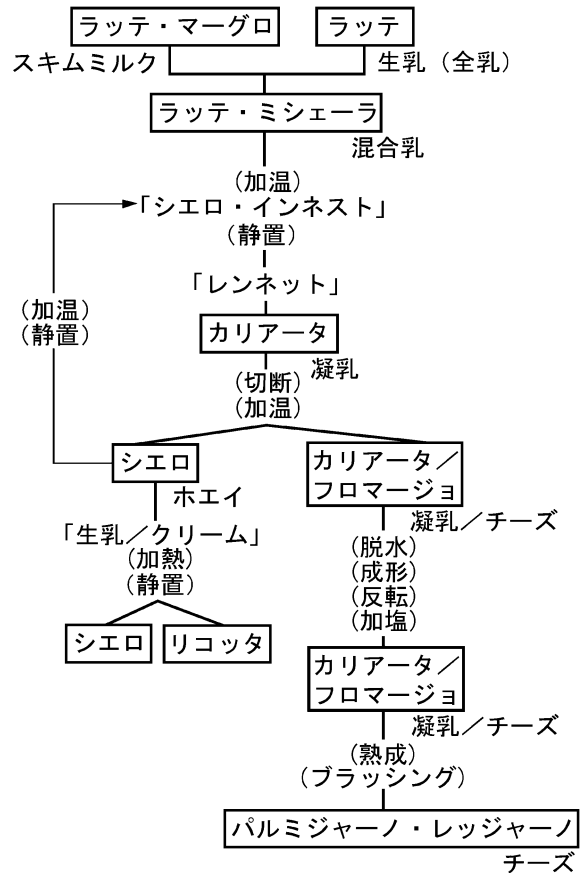 ラッテ・マーグロ
ラッテ
スキムミルク
生乳（全乳）
ラッテ・ミシェーラ
混合乳
（加温）
「シエロ・インネスト」
（静置）
「レンネット」
（加温）
（静置）
カリアータ
凝乳
（切断）
（加温）
シエロ
ホエイ
カリアータ／
フロマージョ
凝乳／チーズ
「生乳／クリーム」
（加熱）
（静置）
（脱水）
（成形）
（反転）
（加塩）
シエロ
リコッタ
カリアータ／
フロマージョ
凝乳／チーズ
（熟成）
（ブラッシング）
パルミジャーノ・レッジャーノ
チーズ